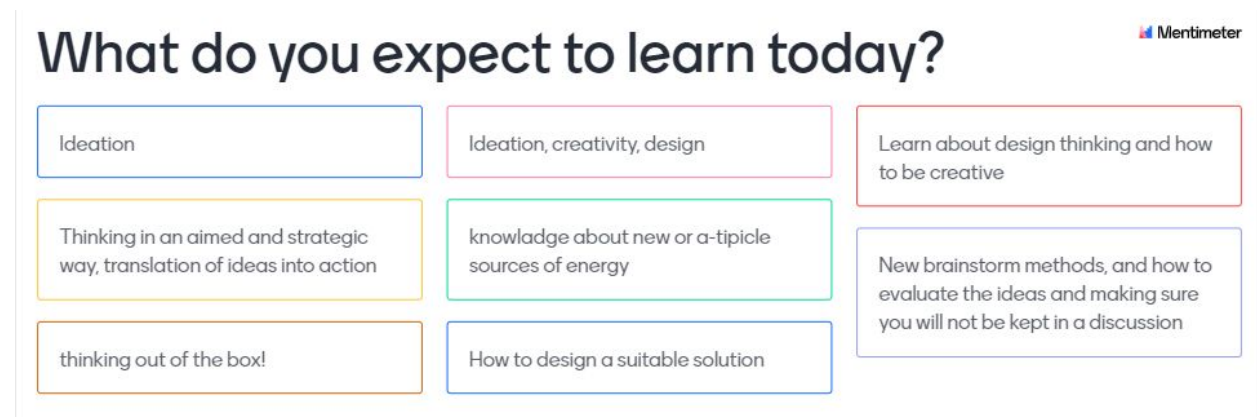 What do you expect to learn today?
Mentimeter
Ideation
Thinking in an aimed and strategic
way, translation of ideas into action
thinking out of the box!
Ideation, creativity, design
knowladge about new or a-tipicle
sources of energy
How to design a suitable solution
Learn about design thinking and how
to be creative
New brainstorm methods, and how to
evaluate the ideas and making sure
you will not be kept in a discussion